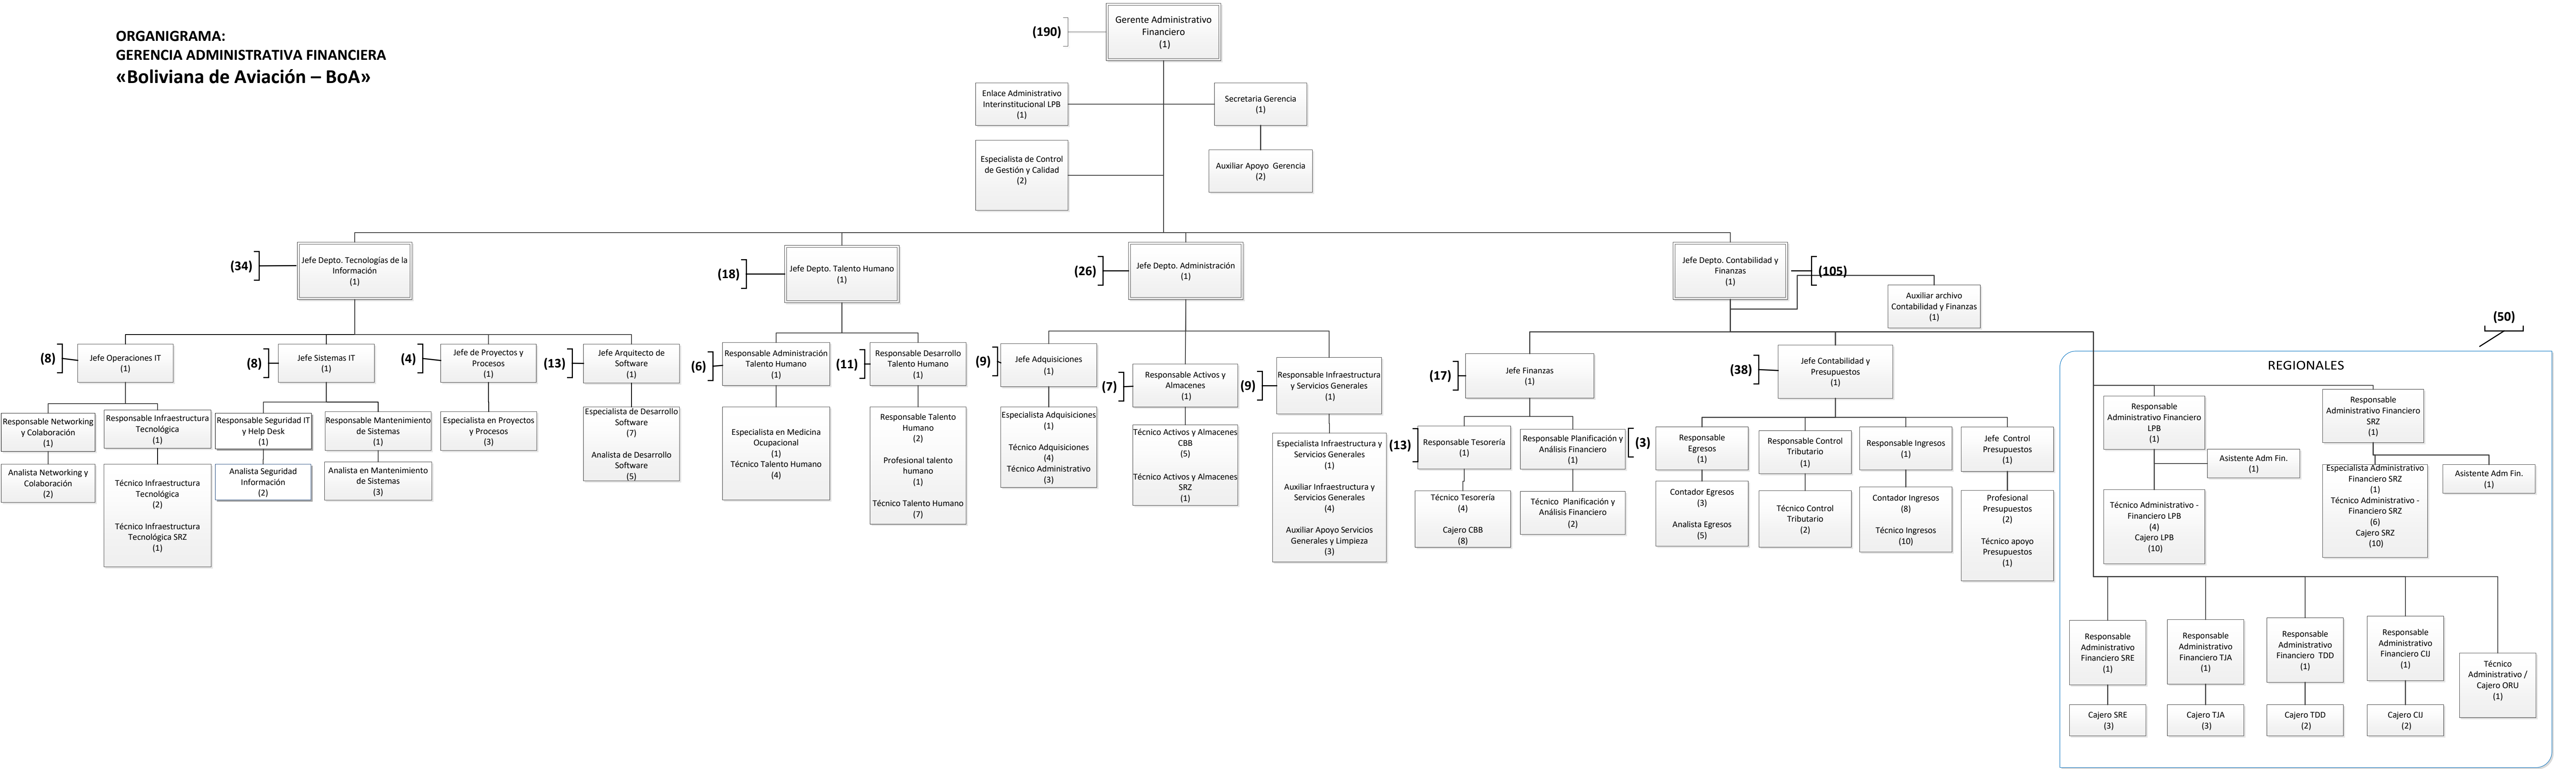 ORGANIGRAMA:
GERENCIA ADMINISTRATIVA FINANCIERA
«Boliviana de Aviación – BoA»
(190)
Gerente Administrativo
Financiero
(1)
Enlace Administrativo
Interinstitucional LPB
(1)
Secretaria Gerencia
(1)
Especialista de Control
de Gestión y Calidad
(2)
Auxiliar Apoyo Gerencia
(2)
(34)
Jefe Depto. Tecnologías de la
Información
(1)
(18)
Jefe Depto. Talento Humano
(1)
(26)
Jefe Depto. Administración
(1)
Jefe Depto. Contabilidad y
Finanzas
(1)
(105)
Auxiliar archivo
Contabilidad y Finanzas
(1)
(8)
Jefe Operaciones IT
(1)
(8)
Jefe Sistemas IT
(1)
(4)
Jefe de Proyectos y
Procesos
(1)
(13)
Jefe Arquitecto de
Software
(1)
Responsable Networking
y Colaboración
(1)
Responsable Infraestructura
Tecnológica
(1)
Responsable Seguridad IT
y Help Desk
(1)
Responsable Mantenimiento
de Sistemas
(1)
Especialista en Proyectos
y Procesos
(3)
Especialista de Desarrollo
Software
(7)
Analista de Desarrollo
Software
(5)
Analista Networking y
Colaboración
(2)
Técnico Infraestructura
Tecnológica
(2)
Técnico Infraestructura
Tecnológica SRZ
(1)
Analista Seguridad
Información
(2)
Analista en Mantenimiento
de Sistemas
(3)
(6)
Responsable Administración
Talento Humano
(1)
(11)
Responsable Desarrollo
Talento Humano
(1)
Especialista en Medicina
Ocupacional
(1)
Técnico Talento Humano
(4)
Responsable Talento
Humano
(2)
Profesional talento
humano
(1)
Técnico Talento Humano
(7)
(9)
Jefe Adquisiciones
(1)
(7)
Responsable Activos y
Almacenes
(1)
(9)
Responsable Infraestructura
y Servicios Generales
(1)
Especialista Adquisiciones
(1)
Técnico Adquisiciones
(4)
Técnico Administrativo
(3)
Técnico Activos y Almacenes
CBB
(5)
Técnico Activos y Almacenes
SRZ
(1)
Especialista Infraestructura y
Servicios Generales
(1)
Auxiliar Infraestructura y
Servicios Generales
(4)
Auxiliar Apoyo Servicios
Generales y Limpieza
(3)
(17)
Jefe Finanzas
(1)
(38)
Jefe Contabilidad y
Presupuestos
(1)
(13)
Responsable Tesorería
(1)
Responsable Planificación y
Análisis Financiero
(1)
(3)
Técnico Tesorería
(4)
Cajero CBB
(8)
Técnico Planificación y
Análisis Financiero
(2)
Responsable
Egresos
(1)
Responsable Control
Tributario
(1)
Responsable Ingresos
(1)
Jefe Control
Presupuestos
(1)
Contador Egresos
(3)
Analista Egresos
(5)
Técnico Control
Tributario
(2)
Contador Ingresos
(8)
Técnico Ingresos
(10)
Profesional
Presupuestos
(2)
Técnico apoyo
Presupuestos
(1)
(50)
REGIONALES
Responsable
Administrativo Financiero
LPB
(1)
Responsable
Administrativo Financiero
SRZ
(1)
Asistente Adm Fin.
(1)
Técnico Administrativo -
Financiero LPB
(4)
Cajero LPB
(10)
Especialista Administrativo
Financiero SRZ
(1)
Técnico Administrativo -
Financiero SRZ
(6)
Cajero SRZ
(10)
Asistente Adm Fin.
(1)
Responsable
Administrativo
Financiero SRE
(1)
Responsable
Administrativo
Financiero TJA
(1)
Responsable
Administrativo
Financiero TDD
(1)
Responsable
Administrativo
Financiero CIJ
(1)
Técnico
Administrativo /
Cajero ORU
(1)
Cajero SRE
(3)
Cajero TJA
(3)
Cajero TDD
(2)
Cajero CIJ
(2)